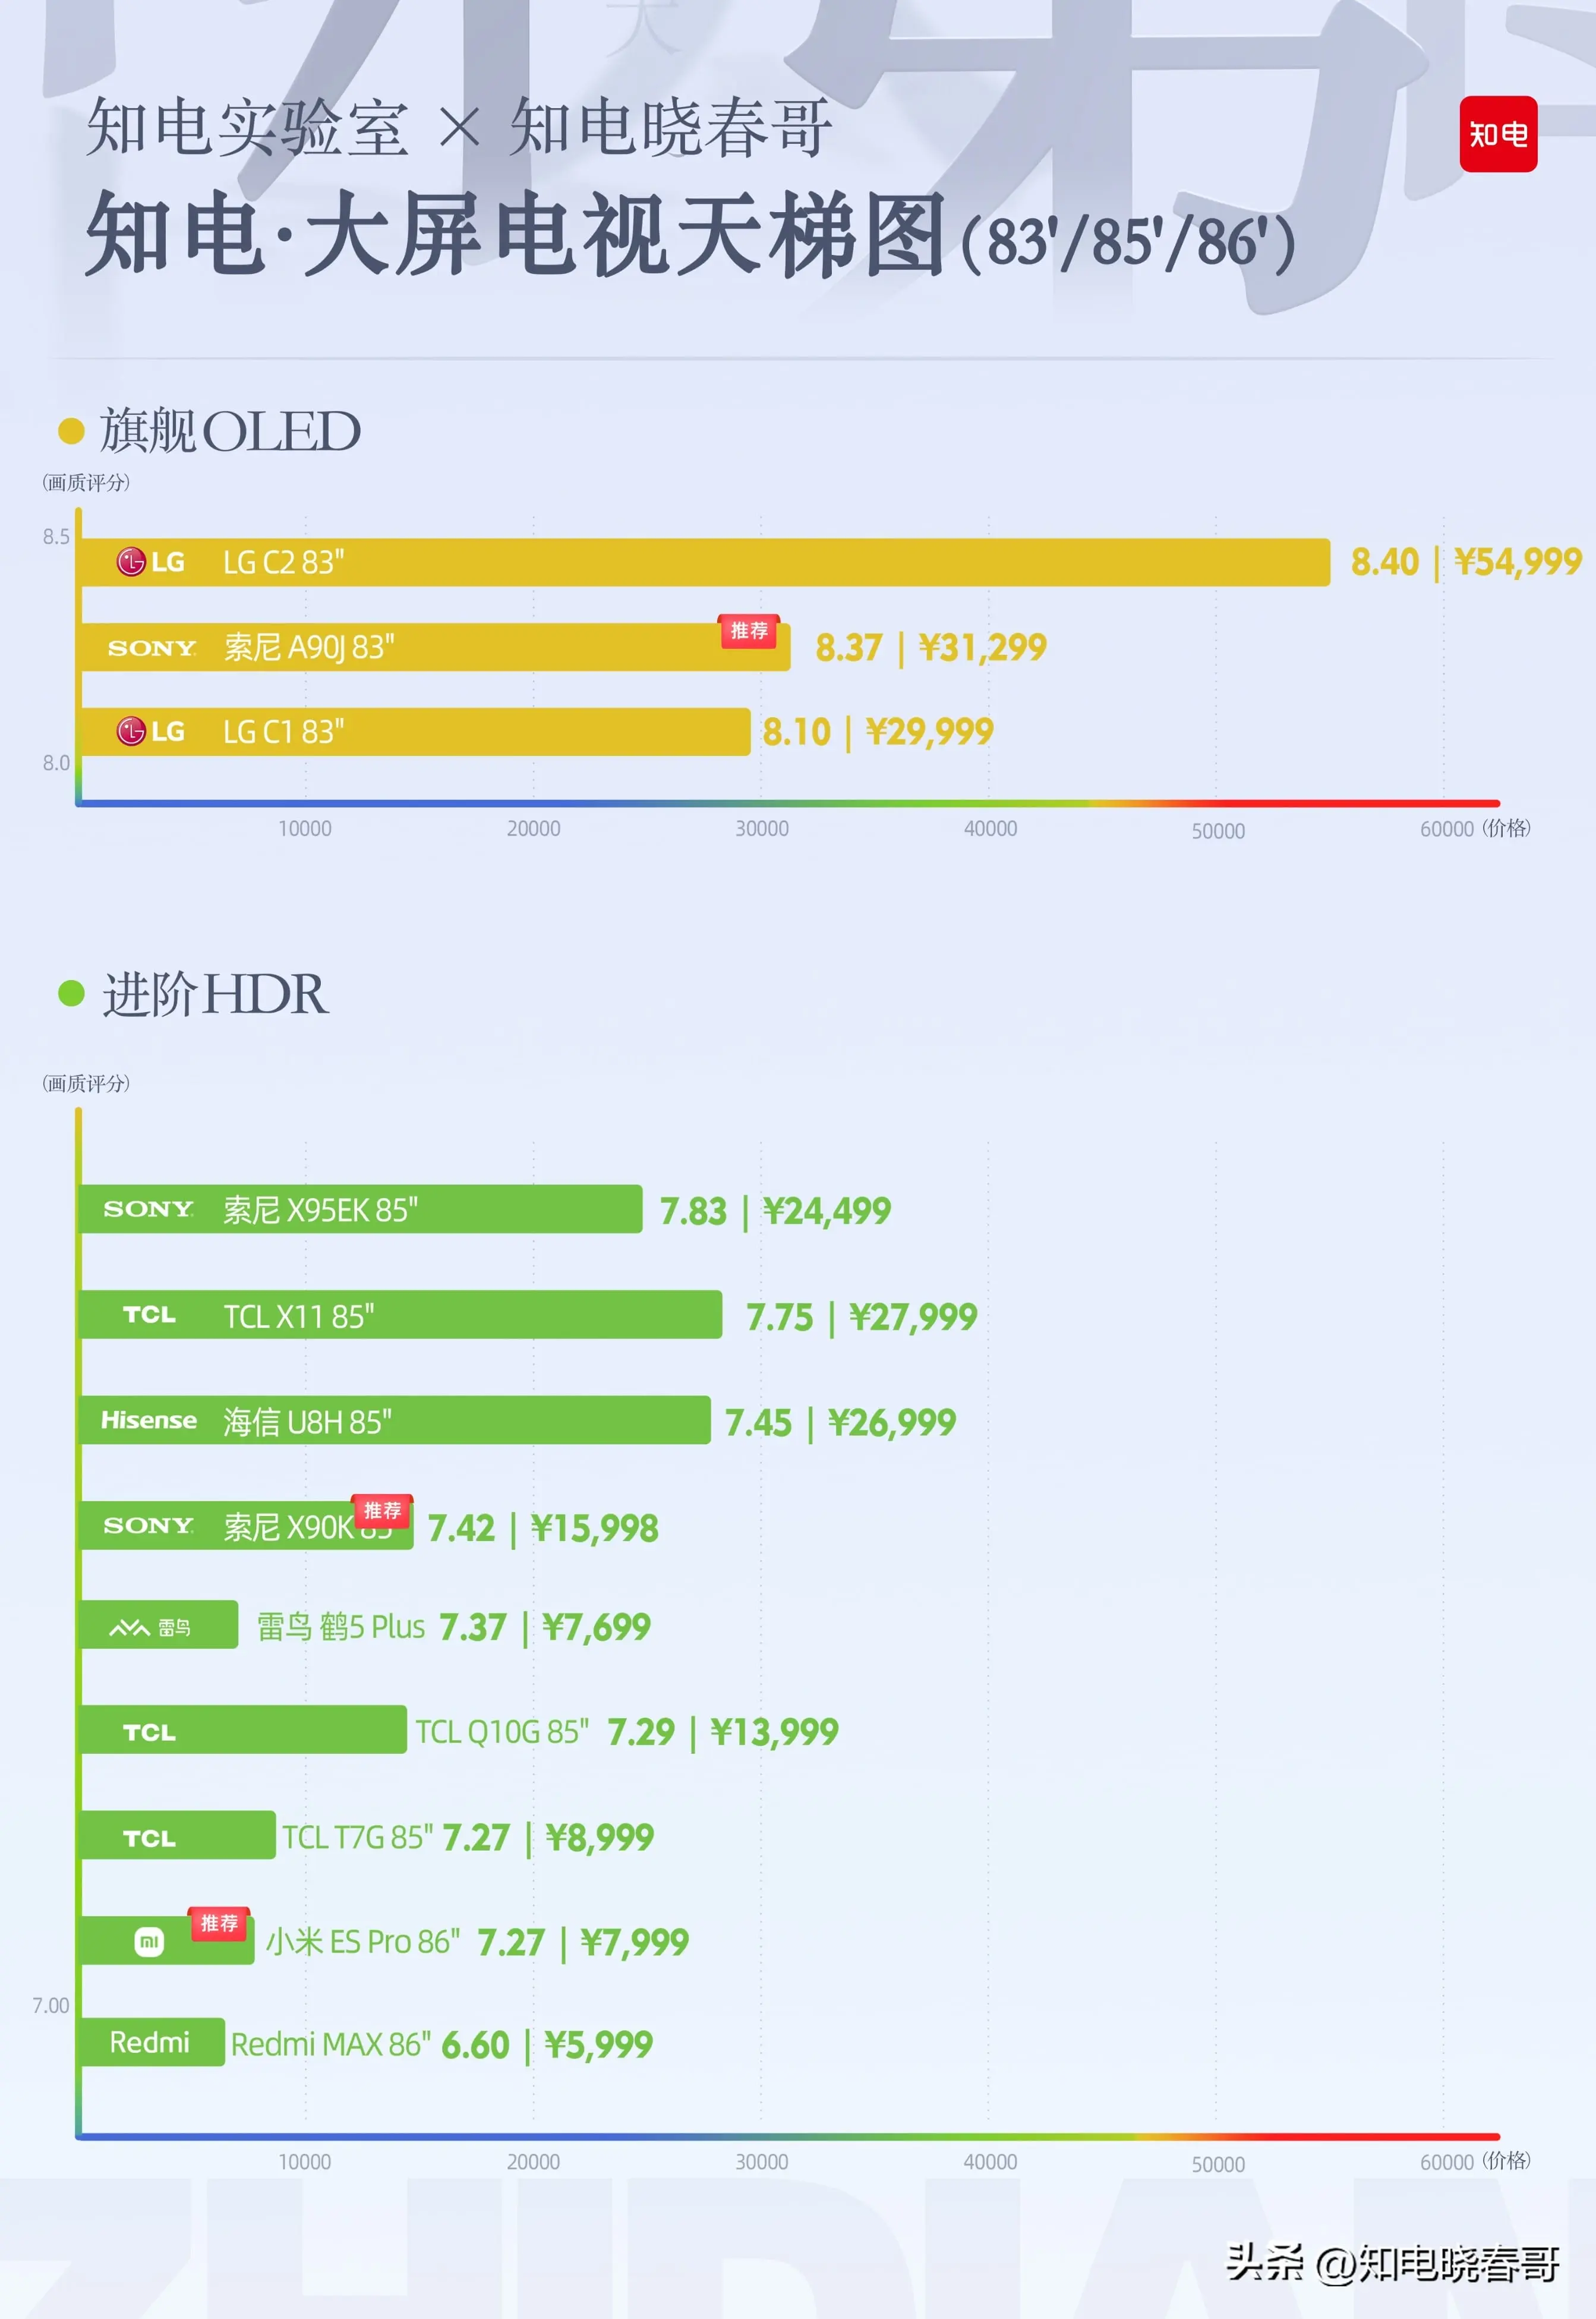 知电实验室 × 知电晓春哥
知电
知电·大屏电视天梯图(83'/85'/86')
旗舰OLED
(画质评分)
8.5
LG LG C2 83" 8.40 | ¥54,999
推荐
SONY 索尼 A90J 83" 8.37 | ¥31,299
LG LG C1 83" 8.10 | ¥29,999
8.0
10000 20000 30000 40000 50000 60000 (价格)
进阶HDR
(画质评分)
SONY 索尼 X95EK 85" 7.83 | ¥24,499
TCL TCL X11 85" 7.75 | ¥27,999
Hisense 海信 U8H 85" 7.45 | ¥26,999
推荐
SONY 索尼 X90K 85" 7.42 | ¥15,998
雷鸟 雷鸟 鹤5 Plus 7.37 | ¥7,699
TCL TCL Q10G 85" 7.29 | ¥13,999
TCL TCL T7G 85" 7.27 | ¥8,999
推荐
mi 小米 ES Pro 86" 7.27 | ¥7,999
7.00
Redmi Redmi MAX 86" 6.60 | ¥5,999
10000 20000 30000 40000 50000 60000 (价格)
ZHIDIAN
头条 @知电晓春哥